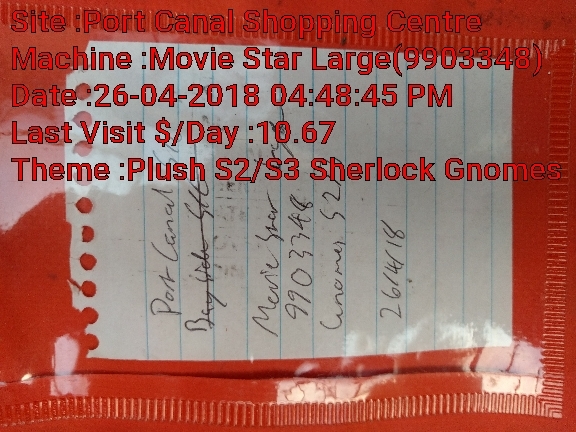 Site :Port Canal Shopping Centre
Machine :Movie Star Large(9903348)
Date :26-04-2018 04:48:45 PM
Last Visit $/Day :10.67
Theme :Plush S2/S3 Sherlock Gnomes
Port Canal
Movie Star
9903348
Gnomes S2/
26/4/18